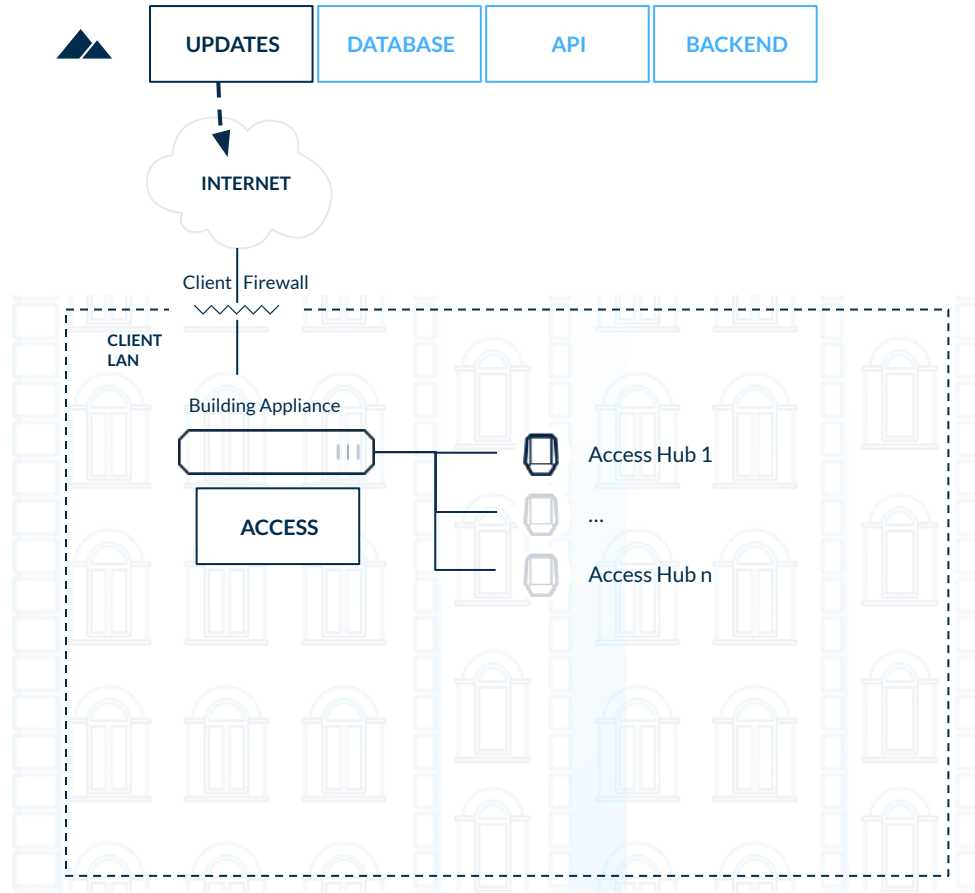 UPDATES
DATABASE
API
BACKEND
INTERNET
Client Firewall
CLIENT
LAN
Building Appliance
ACCESS
Access Hub 1
...
Access Hub n